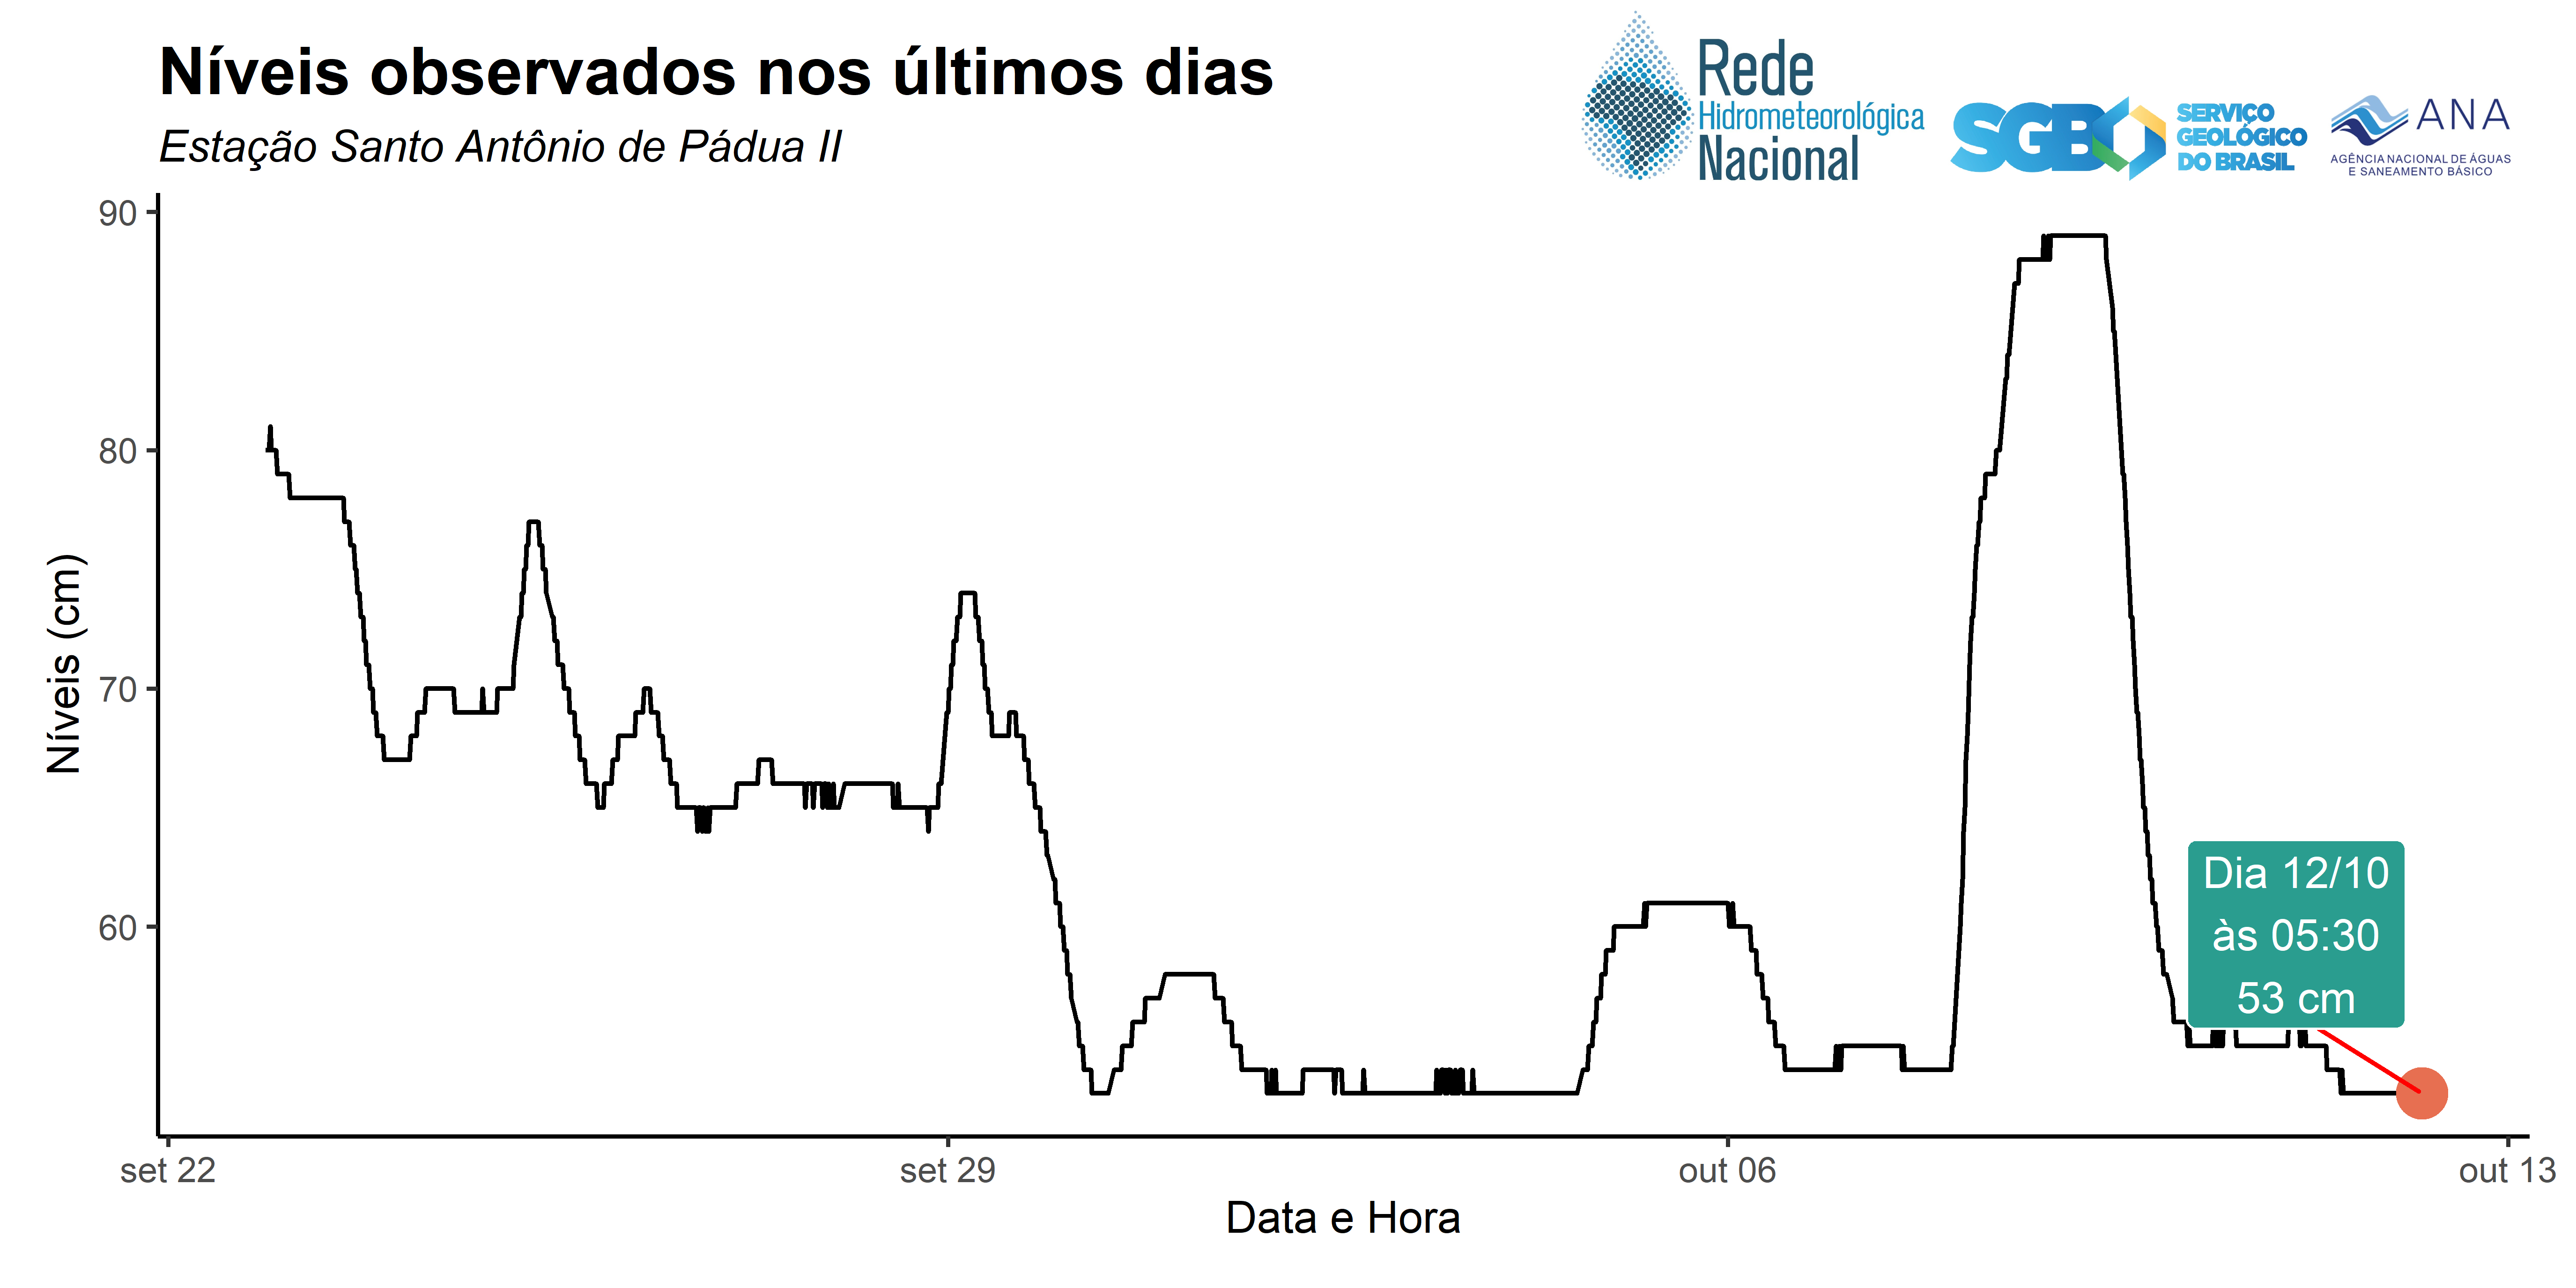 Níveis observados nos últimos dias
Estação Santo Antônio de Pádua II
Rede
Hidrometeorológica
Nacional
SGB
SERVIÇO
GEOLÓGICO
DO BRASIL
ANA
AGÊNCIA NACIONAL DE ÁGUAS
E SANEAMENTO BÁSICO
Níveis (cm)
90
80
70
60
Dia 12/10
às 05:30
53 cm
set 22
set 29
out 06
out 13
Data e Hora